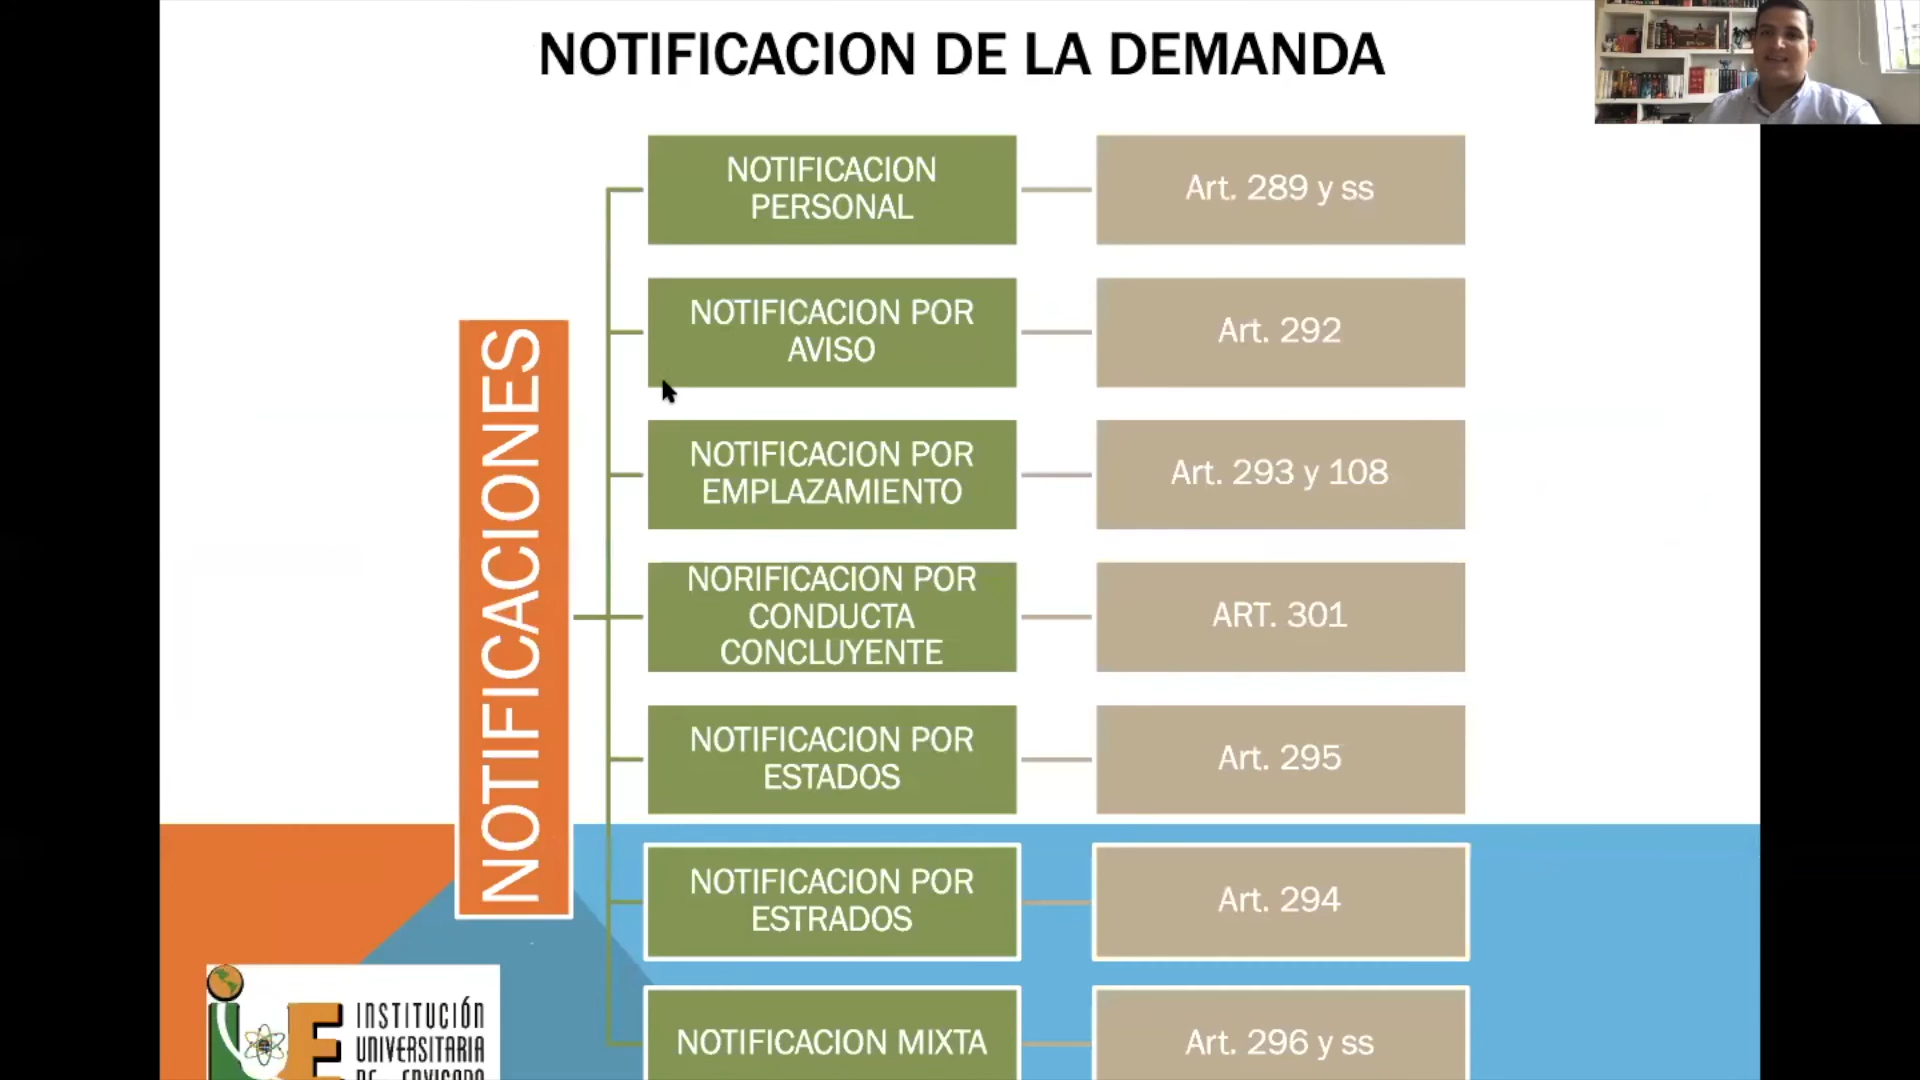 NOTIFICACION DE LA DEMANDA
NOTIFICACIONES
NOTIFICACION
PERSONAL
Art. 289 y ss
NOTIFICACION POR
AVISO
Art. 292
NOTIFICACION POR
EMPLAZAMIENTO
Art. 293 y 108
NORIFICACION POR
CONDUCTA
CONCLUYENTE
ART. 301
NOTIFICACION POR
ESTADOS
Art. 295
NOTIFICACION POR
ESTRADOS
Art. 294
NOTIFICACION MIXTA
Art. 296 y ss
INSTITUCIÓN
UNIVERSITARIA
DE ENVIGADO